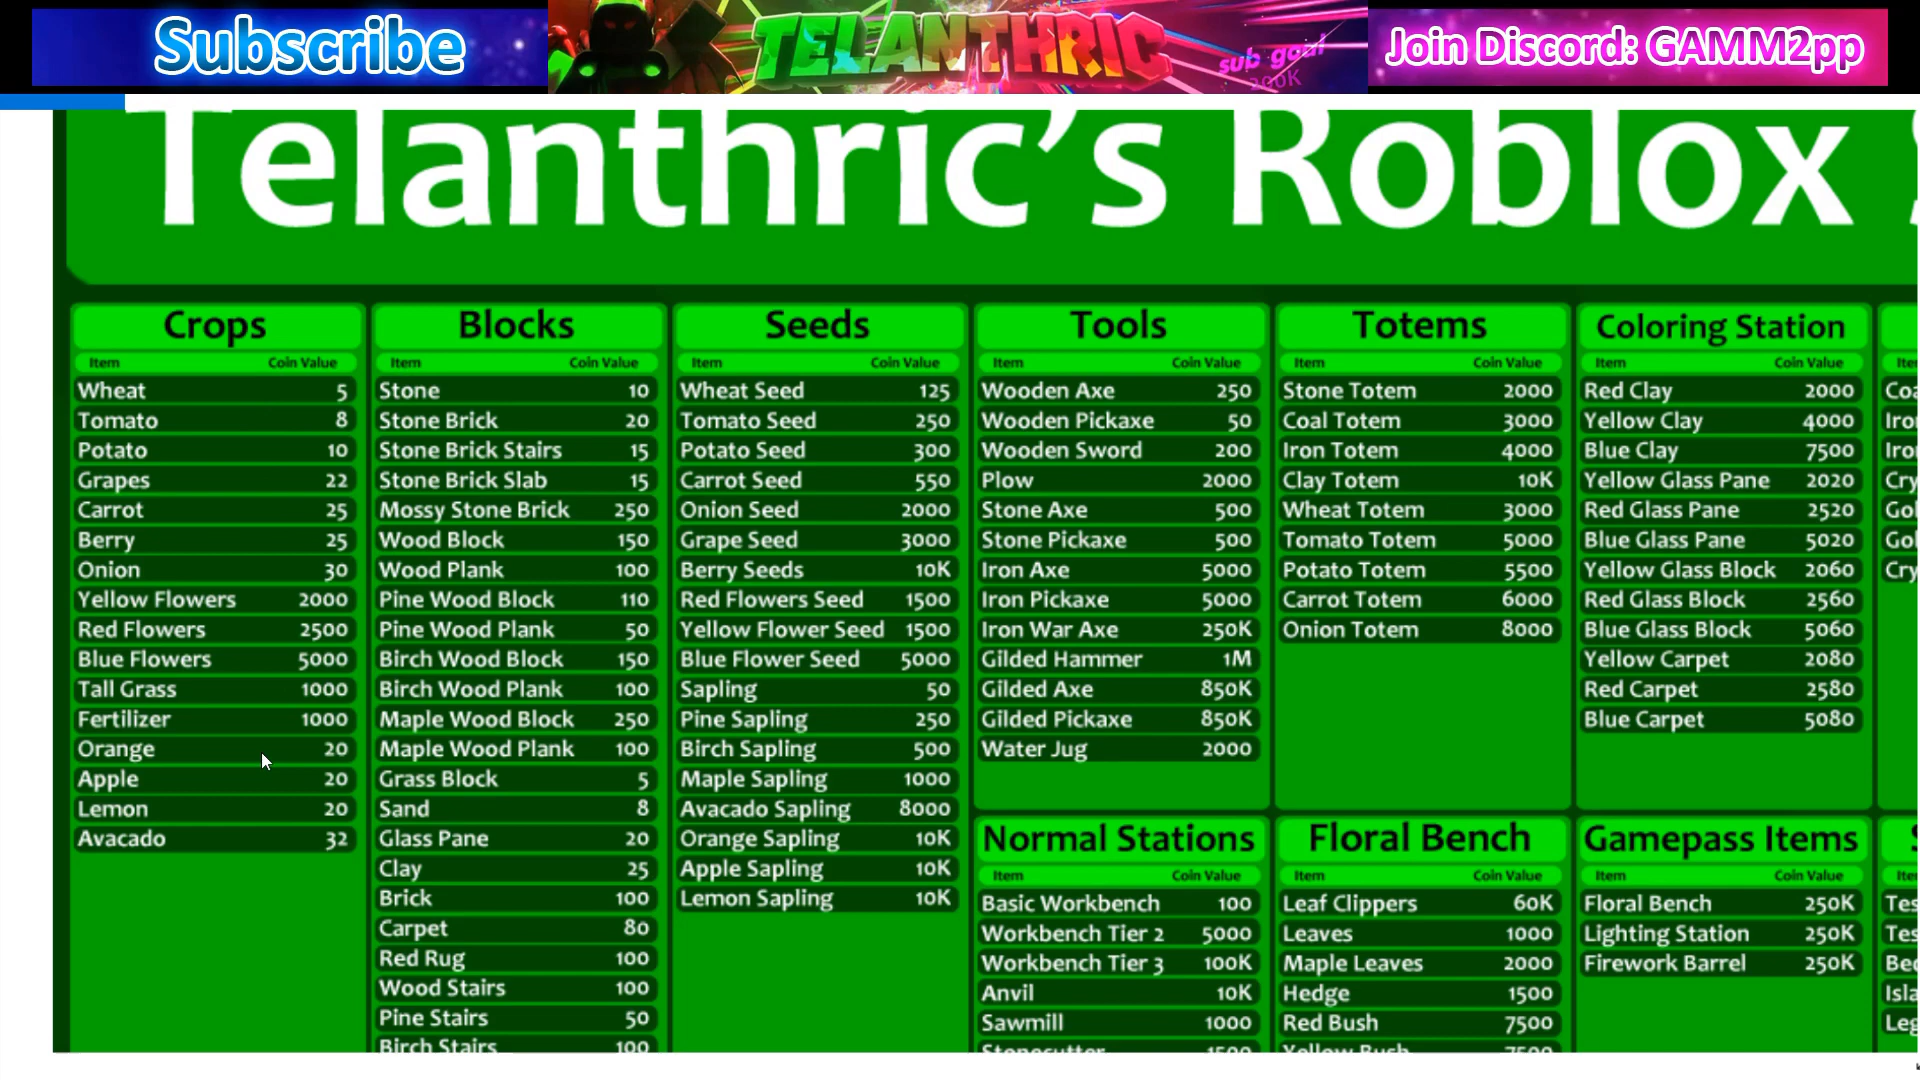 Subscribe
TELANTHRIC
sub goal
200K
Join Discord: GAMM2pp
Telanthric's Roblox
Crops
Item Coin Value
Wheat 5
Tomato 8
Potato 10
Grapes 22
Carrot 25
Berry 25
Onion 30
Yellow Flowers 2000
Red Flowers 2500
Blue Flowers 5000
Tall Grass 1000
Fertilizer 1000
Orange 20
Apple 20
Lemon 20
Avacado 32
Blocks
Item Coin Value
Stone 10
Stone Brick 20
Stone Brick Stairs 15
Stone Brick Slab 15
Mossy Stone Brick 250
Wood Block 150
Wood Plank 100
Pine Wood Block 110
Pine Wood Plank 50
Birch Wood Block 150
Birch Wood Plank 100
Maple Wood Block 250
Maple Wood Plank 100
Grass Block 5
Sand 8
Glass Pane 20
Clay 25
Brick 100
Carpet 80
Red Rug 100
Wood Stairs 100
Pine Stairs 50
Birch Stairs 100
Seeds
Item Coin Value
Wheat Seed 125
Tomato Seed 250
Potato Seed 300
Carrot Seed 550
Onion Seed 2000
Grape Seed 3000
Berry Seeds 10K
Red Flowers Seed 1500
Yellow Flower Seed 1500
Blue Flower Seed 5000
Sapling 50
Pine Sapling 250
Birch Sapling 500
Maple Sapling 1000
Avacado Sapling 8000
Orange Sapling 10K
Apple Sapling 10K
Lemon Sapling 10K
Tools
Item Coin Value
Wooden Axe 250
Wooden Pickaxe 50
Wooden Sword 200
Plow 2000
Stone Axe 500
Stone Pickaxe 500
Iron Axe 5000
Iron Pickaxe 5000
Iron War Axe 250K
Gilded Hammer 1M
Gilded Axe 850K
Gilded Pickaxe 850K
Water Jug 2000
Normal Stations
Item Coin Value
Basic Workbench 100
Workbench Tier 2 5000
Workbench Tier 3 100K
Anvil 10K
Sawmill 1000
Stonecutter 1500
Totems
Item Coin Value
Stone Totem 2000
Coal Totem 3000
Iron Totem 4000
Clay Totem 10K
Wheat Totem 3000
Tomato Totem 5000
Potato Totem 5500
Carrot Totem 6000
Onion Totem 8000
Floral Bench
Item Coin Value
Leaf Clippers 60K
Leaves 1000
Maple Leaves 2000
Hedge 1500
Red Bush 7500
Yellow Bush 7500
Coloring Station
Item Coin Value
Red Clay 2000
Yellow Clay 4000
Blue Clay 7500
Yellow Glass Pane 2020
Red Glass Pane 2520
Blue Glass Pane 5020
Yellow Glass Block 2060
Red Glass Block 2560
Blue Glass Block 5060
Yellow Carpet 2080
Red Carpet 2580
Blue Carpet 5080
Gamepass Items
Item Coin Value
Floral Bench 250K
Lighting Station 250K
Firework Barrel 250K